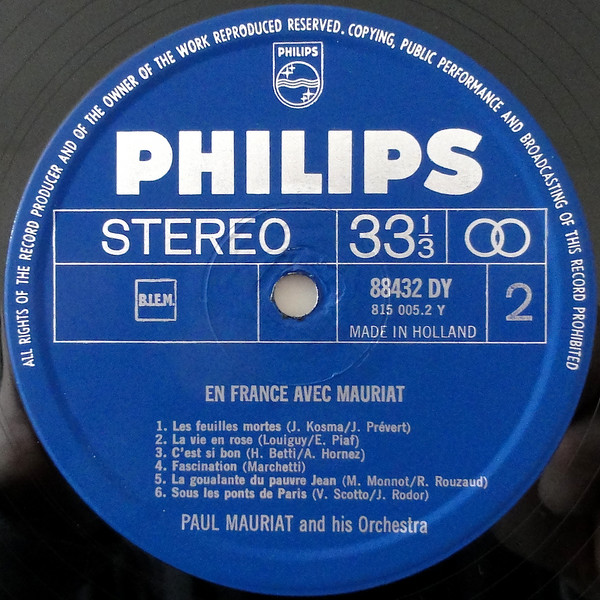 ALL RIGHTS OF THE RECORD PRODUCER AND OF THE OWNER OF THE WORK REPRODUCED RESERVED. COPYING, PUBLIC PERFORMANCE AND BROADCASTING OF THIS RECORD PROHIBITED
PHILIPS
PHILIPS
STEREO 33 1/3
B.I.E.M. 88432 DY 2
815 005.2 Y
MADE IN HOLLAND
EN FRANCE AVEC MAURIAT
1. Les feuilles mortes (J. Kosma/J. Prévert)
2. La vie en rose (Louiguy/E. Piaf)
3. C'est si bon (H. Betti/A. Hornez)
4. Fascination (Marchetti)
5. La goualante du pauvre Jean (M. Monnot/R. Rouzaud)
6. Sous les ponts de Paris (V. Scotto/J. Rodor)
PAUL MAURIAT and his Orchestra